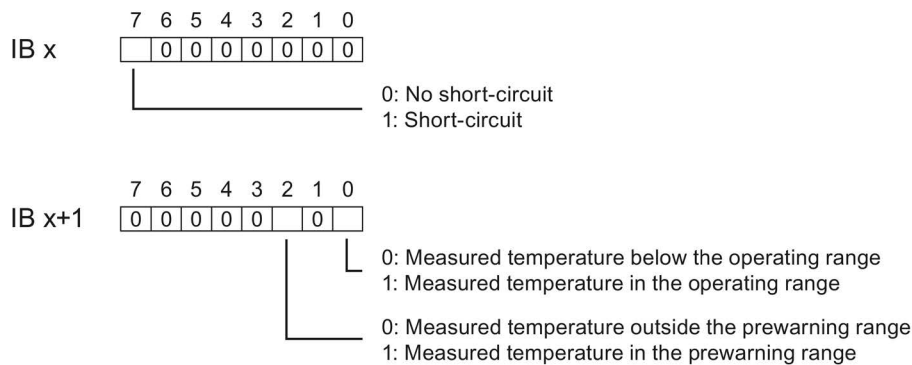 7 6 5 4 3 2 1 0
IB x 0 0 0 0 0 0 0
0: No short-circuit
1: Short-circuit
7 6 5 4 3 2 1 0
IB x+1 0 0 0 0 0 0
0: Measured temperature below the operating range
1: Measured temperature in the operating range
0: Measured temperature outside the prewarning range
1: Measured temperature in the prewarning range